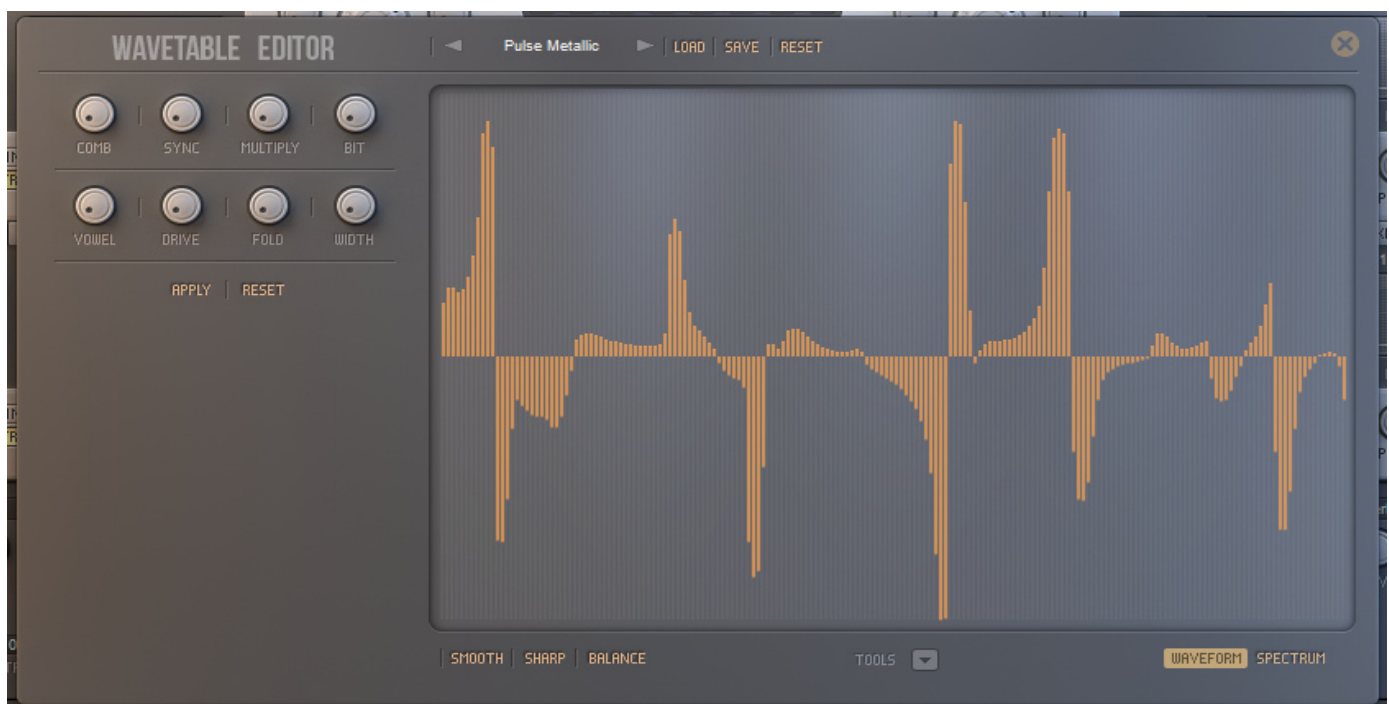 WAVETABLE EDITOR
Pulse Metallic
LOAD SAVE RESET
COMB SYNC MULTIPLY BIT
VOWEL DRIVE FOLD WIDTH
APPLY RESET
SMOOTH SHARP BALANCE
TOOLS
WAVEFORM SPECTRUM